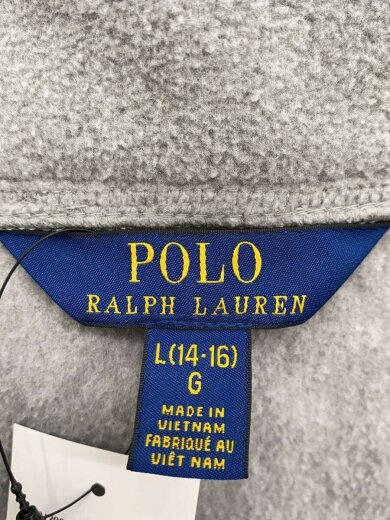 POLO
RALPH LAUREN
L(14-16)
G
MADE IN
VIETNAM
FABRIQUÉ AU
VIÊT NAM